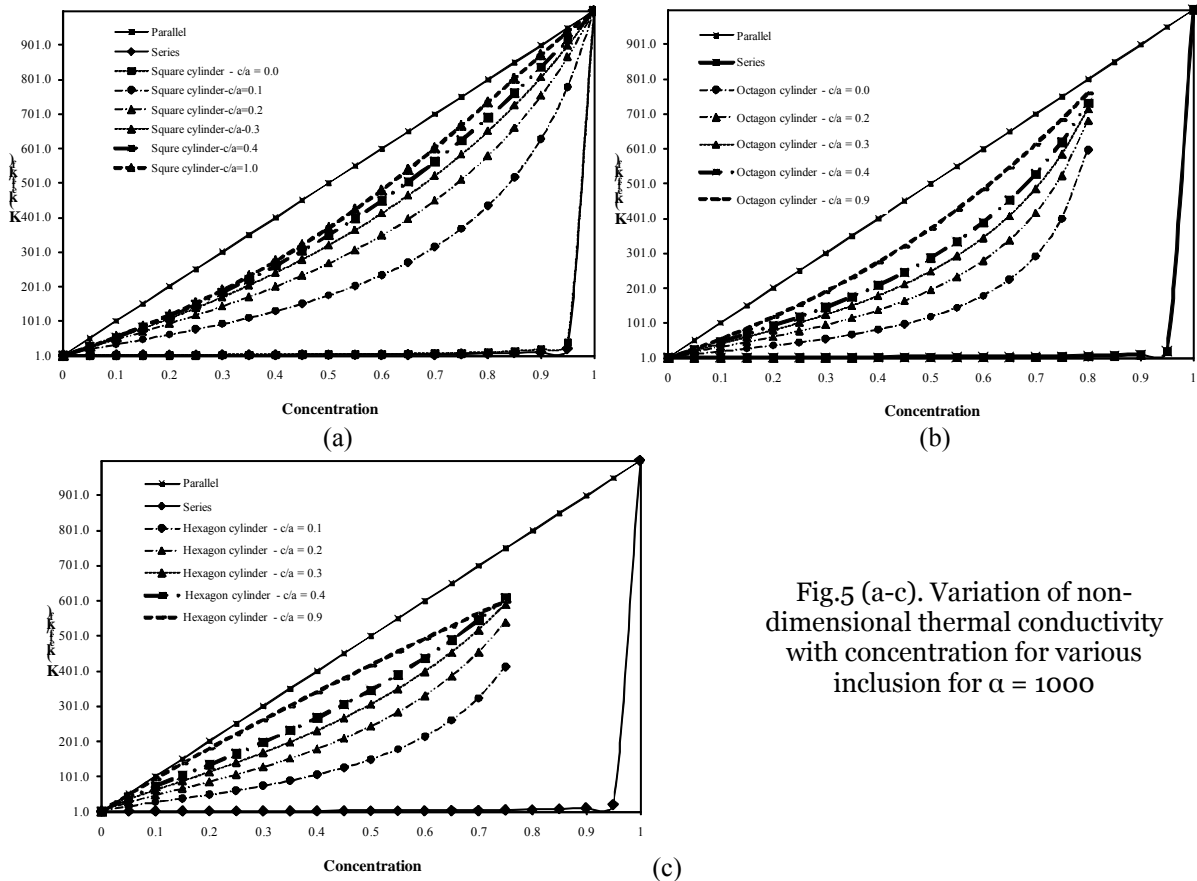 901.0
801.0
701.0
601.0
501.0
401.0
301.0
201.0
101.0
1.0
0 0.1 0.2 0.3 0.4 0.5 0.6 0.7 0.8 0.9 1
Concentration
Parallel
Series
Square cylinder - c/a = 0.0
Square cylinder-c/a=0.1
Square cylinder-c/a=0.2
Square cylinder-c/a-0.3
Squre cylinder-c/a=0.4
Squre cylinder-c/a=1.0
(a)
901.0
801.0
701.0
601.0
501.0
401.0
301.0
201.0
101.0
1.0
0 0.1 0.2 0.3 0.4 0.5 0.6 0.7 0.8 0.9 1
Concentration
Parallel
Series
Octagon cylinder - c/a = 0.0
Octagon cylinder - c/a = 0.2
Octagon cylinder - c/a = 0.3
Octagon cylinder - c/a = 0.4
Octagon cylinder - c/a = 0.9
(b)
901.0
801.0
701.0
601.0
501.0
401.0
301.0
201.0
101.0
1.0
0 0.1 0.2 0.3 0.4 0.5 0.6 0.7 0.8 0.9 1
Concentration
Parallel
Series
Hexagon cylinder - c/a = 0.1
Hexagon cylinder - c/a = 0.2
Hexagon cylinder - c/a = 0.3
Hexagon cylinder - c/a = 0.4
Hexagon cylinder - c/a = 0.9
(c)
Fig.5 (a-c). Variation of non-
dimensional thermal conductivity
with concentration for various
inclusion for α = 1000